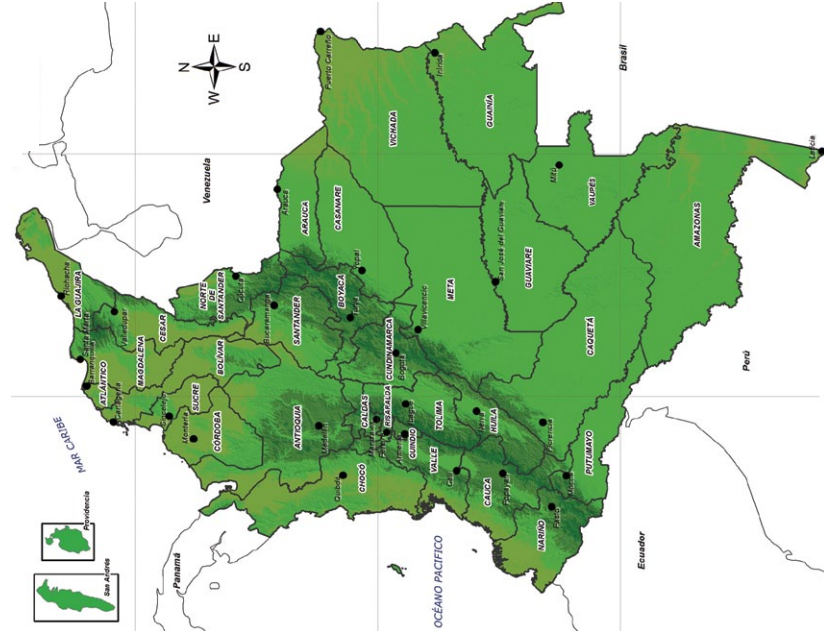 N
E
S
W
MAR CARIBE
Providencia
San Andres
Panamá
OCÉANO PACIFICO
Venezuela
Brasil
Perú
Ecuador
LA GUAJIRA
Riohacha
Santa Marta
Barranquilla
ATLÁNTICO
Cartagena
Valledupar
MAGDALENA
CESAR
Sincelejo
SUCRE
BOLÍVAR
Montería
CÓRDOBA
NORTE
DE
SANTANDER
Cúcuta
Bucaramanga
SANTANDER
ANTIOQUIA
Medellín
Arauca
ARAUCA
CASANARE
Yopal
BOYACA
Tunja
Puerto Carreño
VICHADA
Quibdó
CHOCÓ
CALDAS
Manizales
RISARALDA
Pereira
Armenia
QUINDIO
Ibagué
CUNDINAMARCA
Bogotá
Villavicencio
META
TOLIMA
VALLE
Cali
Neiva
HUILA
CAUCA
Popayán
Inírida
GUAINÍA
San José del Guaviare
GUAVIARE
Mitú
VAUPÉS
Florencia
CAQUETÁ
NARIÑO
Pasto
Mocoa
PUTUMAYO
AMAZONAS
Leticia